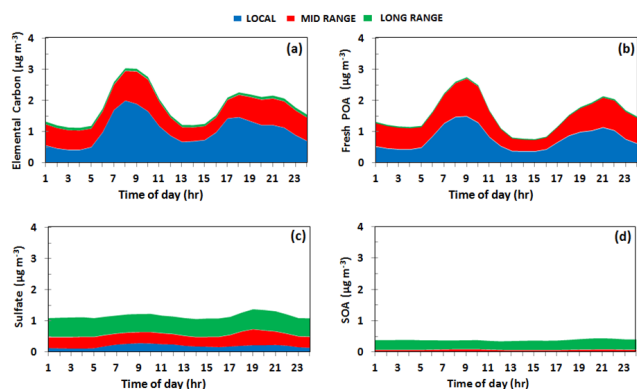 LOCAL MID RANGE LONG RANGE
(a)
Elemental Carbon (µg m-3)
4
3
2
1
0
1 3 5 7 9 11 13 15 17 19 21 23
Time of day (hr)
(b)
Fresh POA (µg m-3)
4
3
2
1
0
1 3 5 7 9 11 13 15 17 19 21 23
Time of day (hr)
(c)
Sulfate (µg m-3)
4
3
2
1
0
1 3 5 7 9 11 13 15 17 19 21 23
Time of day (hr)
(d)
SOA (µg m-3)
4
3
2
1
0
1 3 5 7 9 11 13 15 17 19 21 23
Time of day (hr)